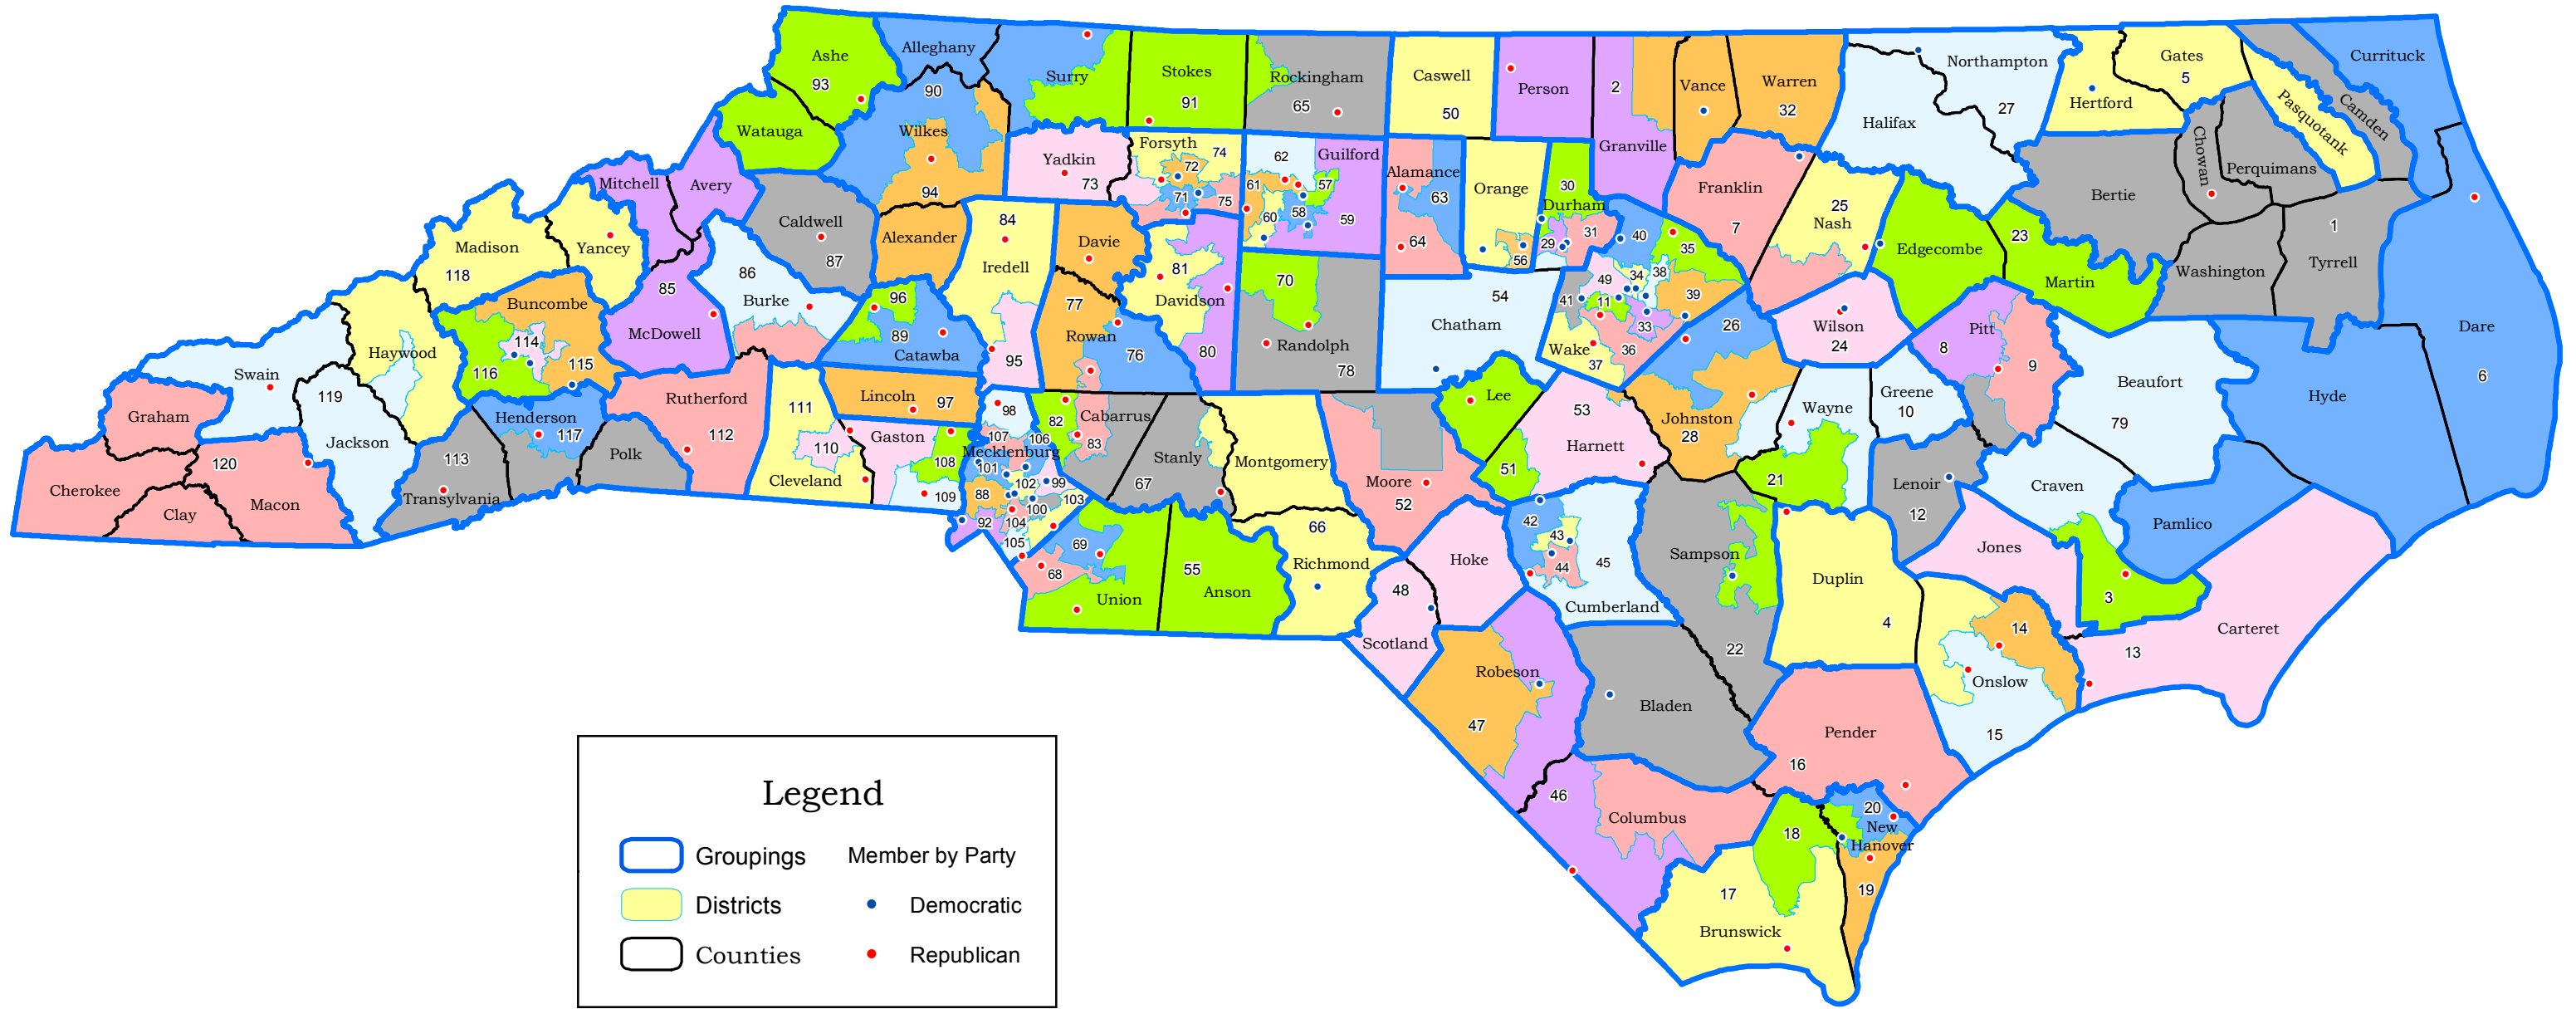 Ashe
93
Alleghany
90
Surry
Stokes
91
Rockingham
65
Caswell
50
Person
2
Granville
Vance
Warren
32
Northampton
27
Halifax
Gates
5
Hertford
Pasquotank
Camden
Currituck
Watauga
Wilkes
94
Yadkin
73
Forsyth
74
72
71
75
62
Guilford
61
57
60
58
59
Alamance
63
64
Orange
56
30
Durham
29
31
40
35
Franklin
7
25
Nash
Edgecombe
23
Martin
Bertie
Chowan
Perquimans
1
Washington
Tyrrell
Dare
6
Mitchell
Avery
Yancey
Madison
118
Caldwell
87
Alexander
84
Iredell
Davie
77
Rowan
76
81
Davidson
80
70
Randolph
78
54
Chatham
49
34
38
41
11
39
33
Wake
36
37
26
Wilson
24
Pitt
8
9
Beaufort
79
Hyde
85
McDowell
86
Burke
96
89
Catawba
95
Buncombe
114
115
116
Haywood
Swain
119
Jackson
Graham
Cherokee
Clay
120
Macon
Henderson
117
113
Transylvania
Polk
Rutherford
112
111
110
Cleveland
Lincoln
97
Gaston
108
109
98
107
106
Mecklenburg
101
102
99
88
103
100
92
104
105
82
Cabarrus
83
Stanly
67
Montgomery
66
Richmond
69
68
Union
55
Anson
Moore
52
Lee
51
53
Harnett
Johnston
28
Wayne
21
Greene
10
Lenoir
12
Craven
Pamlico
Jones
3
Carteret
13
Hoke
48
Scotland
42
43
44
45
Cumberland
Sampson
22
Duplin
4
14
Onslow
15
Robeson
47
Bladen
Pender
16
46
Columbus
18
17
Brunswick
20
New
Hanover
19
Legend
Groupings
Districts
Counties
Member by Party
Democratic
Republican